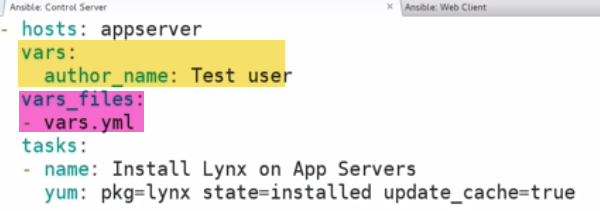 Ansible: Control Server
Ansible: Web Client
- hosts: appserver
vars:
author_name: Test user
vars_files:
- vars.yml
tasks:
- name: Install Lynx on App Servers
yum: pkg=lynx state=installed update_cache=true